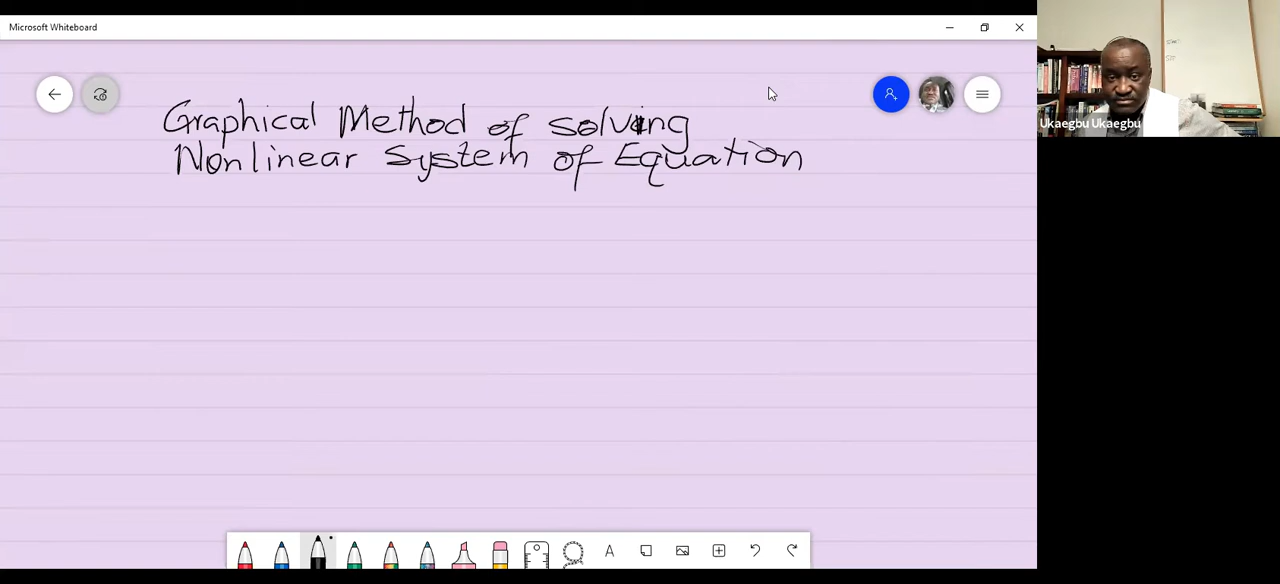 Microsoft Whiteboard
Graphical Method of solving
Nonlinear System of Equation
Ukaegbu Ukaegbu
A